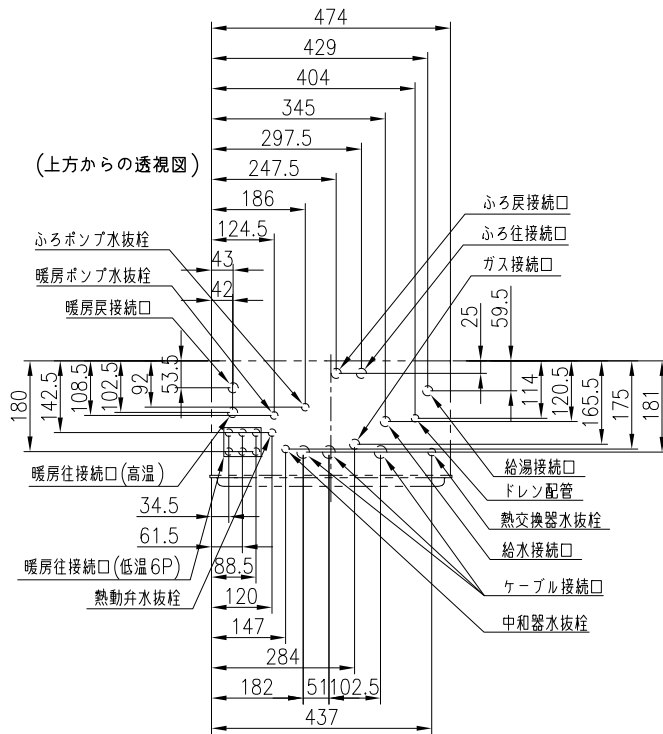 474
429
404
345
297.5
(上方からの透視図)
247.5
186
ふろ戻接続口
124.5
ふろポンプ水抜栓
ふろ往接続口
43
暖房ポンプ水抜栓
ガス接続口
42
暖房戻接続口
25
59.5
180
142.5
108.5
102.5
92
53.5
114
120.5
165.5
175
181
暖房往接続口(高温)
給湯接続口
ドレン配管
34.5
熱交換器水抜栓
61.5
給水接続口
暖房往接続口(低温6P)
88.5
ケーブル接続口
熱動弁水抜栓
120
147
中和器水抜栓
284
182
51
102.5
437